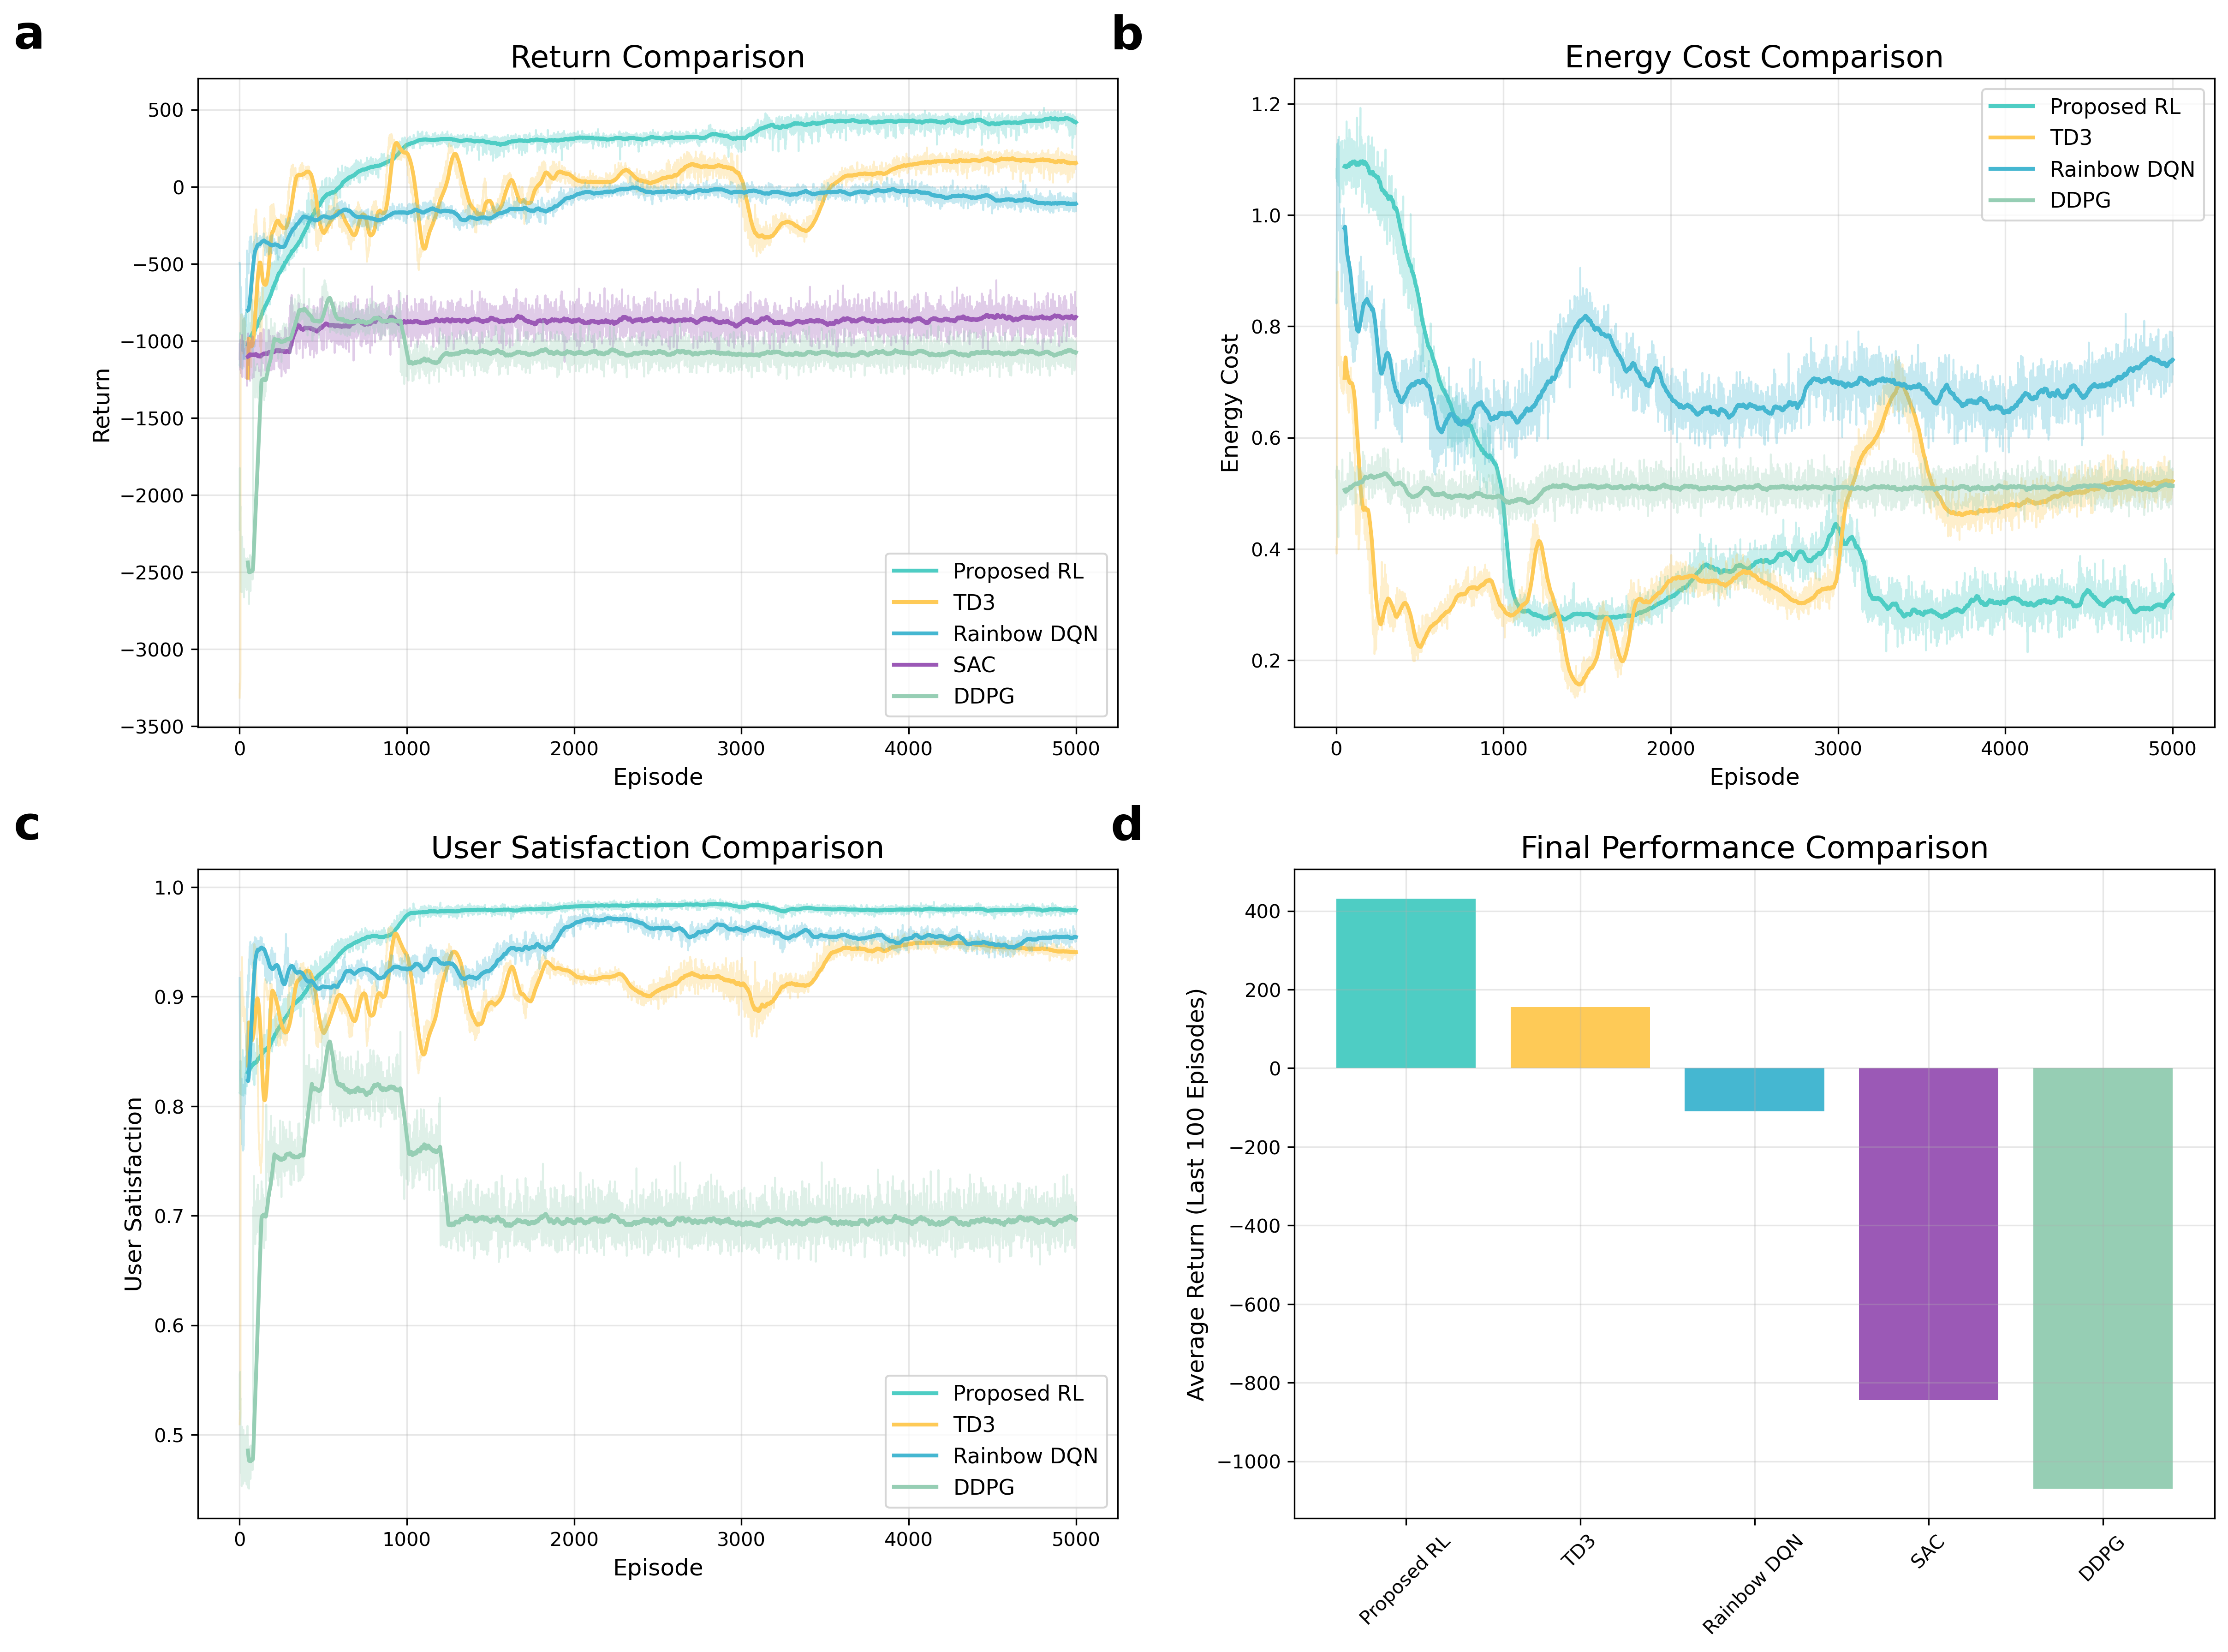 a
Return Comparison
500
0
−500
−1000
−1500
−2000
−2500
−3000
−3500
Return
0 1000 2000 3000 4000 5000
Episode
Proposed RL
TD3
Rainbow DQN
SAC
DDPG
b
Energy Cost Comparison
1.2
1.0
0.8
0.6
0.4
0.2
Energy Cost
0 1000 2000 3000 4000 5000
Episode
Proposed RL
TD3
Rainbow DQN
DDPG
c
User Satisfaction Comparison
1.0
0.9
0.8
0.7
0.6
0.5
User Satisfaction
0 1000 2000 3000 4000 5000
Episode
Proposed RL
TD3
Rainbow DQN
DDPG
d
Final Performance Comparison
400
200
0
−200
−400
−600
−800
−1000
Average Return (Last 100 Episodes)
Proposed RL
TD3
Rainbow DQN
SAC
DDPG